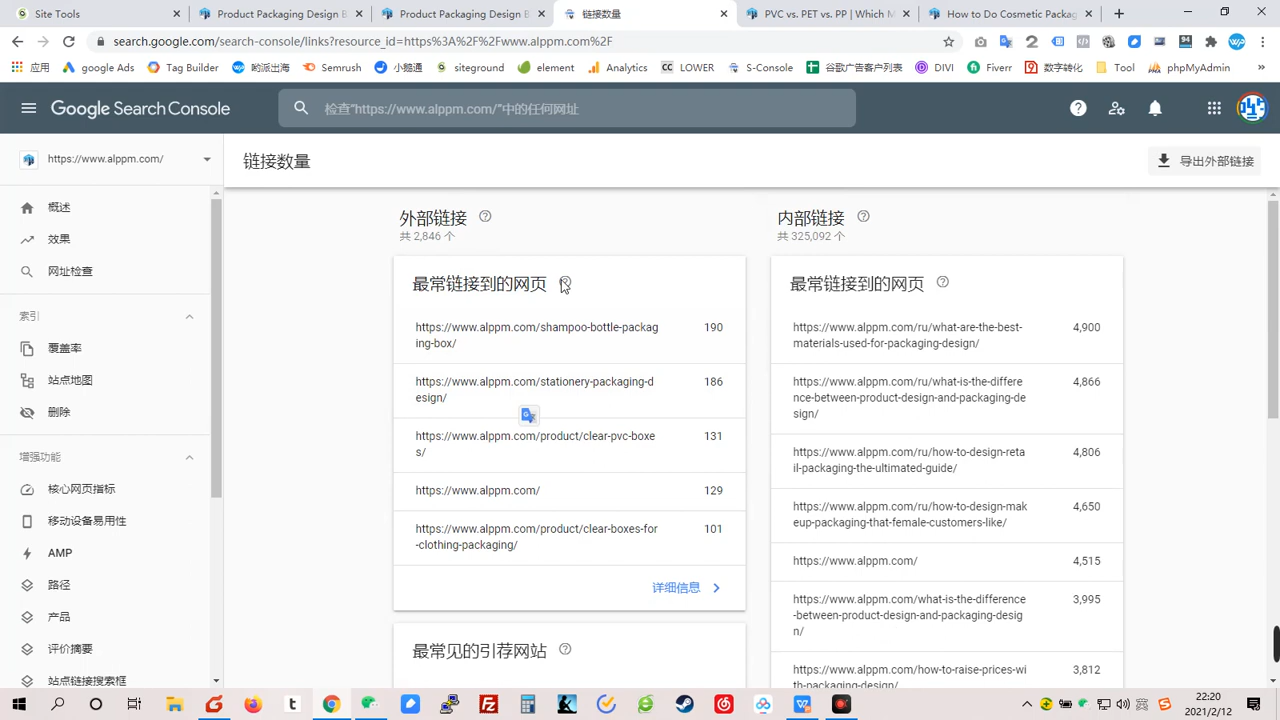 Site Tools
Product Packaging Design B
Product Packaging Design B
链接数量
PVC vs. PET vs. PP | Which M
How to Do Cosmetic Packag
search.google.com/search-console/links?resource_id=https%3A%2F%2Fwww.alppm.com%2F
94
应用
google Ads
Tag Builder
哈派出海
Semrush
小鹅通
siteground
element
Analytics
CC LOWER
S-Console
谷歌广告客户列表
DIVI
Fiverr
数字转化
Tool
phpMyAdmin
»
Google Search Console
检查"https://www.alppm.com/"中的任何网址
https://www.alppm.com/
链接数量
导出外部链接
概述
效果
网址检查
索引
覆盖率
站点地图
删除
增强功能
核心网页指标
移动设备易用性
AMP
路径
产品
评价摘要
站点链接搜索框
外部链接
共 2,846 个
最常链接到的网页
https://www.alppm.com/shampoo-bottle-packag
ing-box/
190
https://www.alppm.com/stationery-packaging-d
esign/
186
https://www.alppm.com/product/clear-pvc-boxe
s/
131
https://www.alppm.com/
129
https://www.alppm.com/product/clear-boxes-for
-clothing-packaging/
101
详细信息
最常见的引荐网站
内部链接
共 325,092 个
最常链接到的网页
https://www.alppm.com/ru/what-are-the-best-
materials-used-for-packaging-design/
4,900
https://www.alppm.com/ru/what-is-the-differe
nce-between-product-design-and-packaging-de
sign/
4,866
https://www.alppm.com/ru/how-to-design-reta
il-packaging-the-ultimated-guide/
4,806
https://www.alppm.com/ru/how-to-design-mak
eup-packaging-that-female-customers-like/
4,650
https://www.alppm.com/
4,515
https://www.alppm.com/what-is-the-difference
-between-product-design-and-packaging-desig
n/
3,995
https://www.alppm.com/how-to-raise-prices-wi
th-packaging-design/
3,812
22:20
2021/2/12